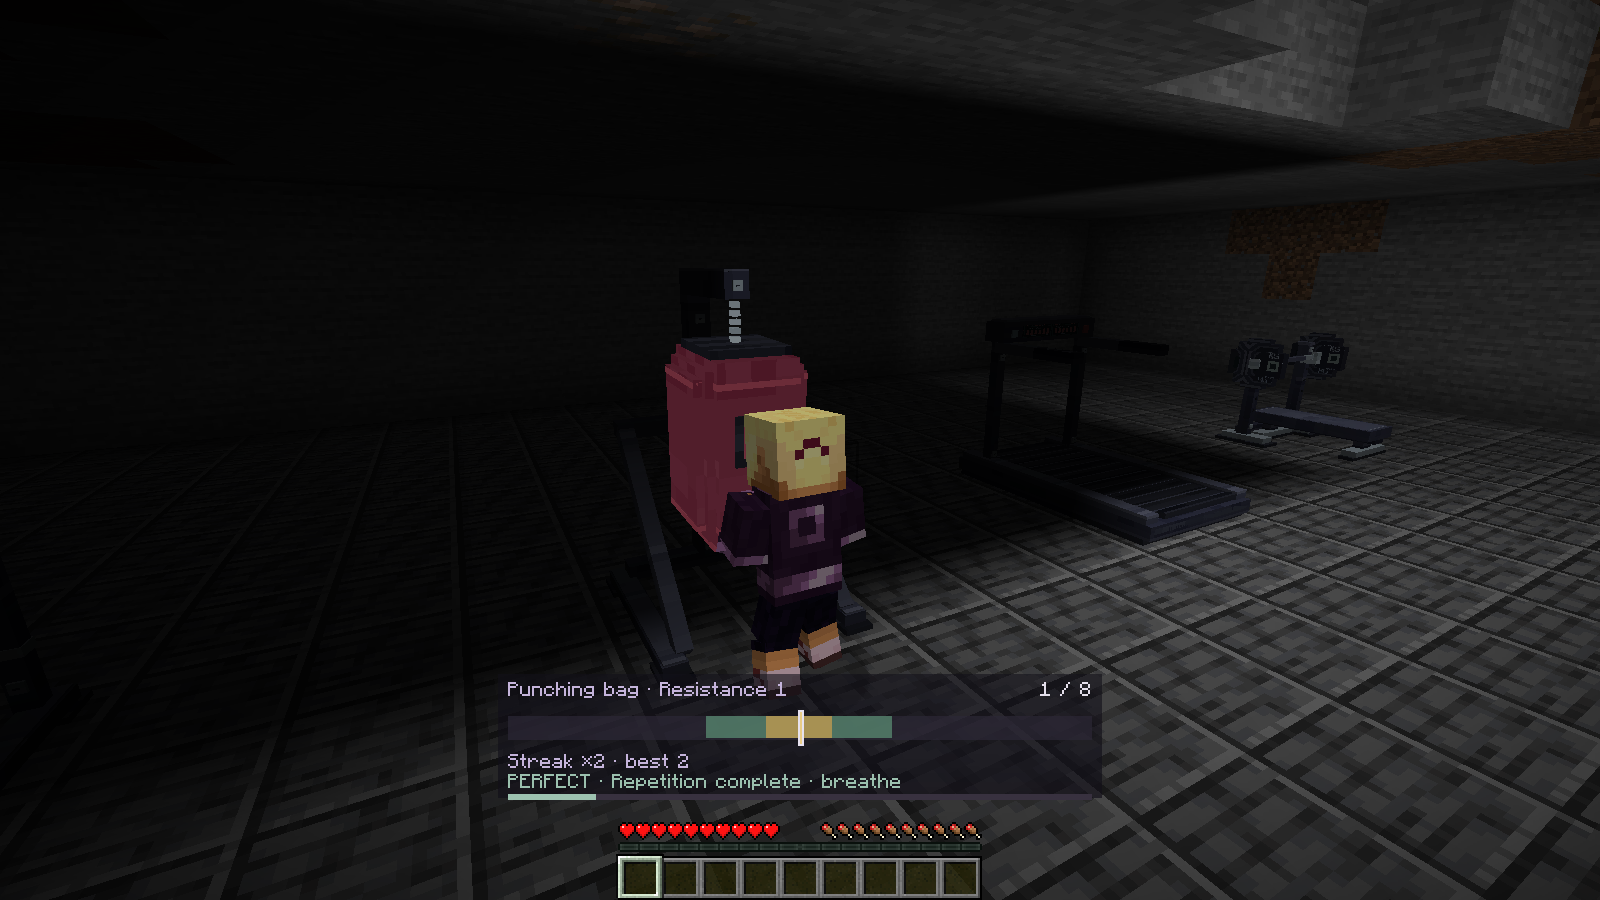 Punching bag · Resistance 1
1 / 8
Streak ×2 · best 2
PERFECT · Repetition complete · breathe